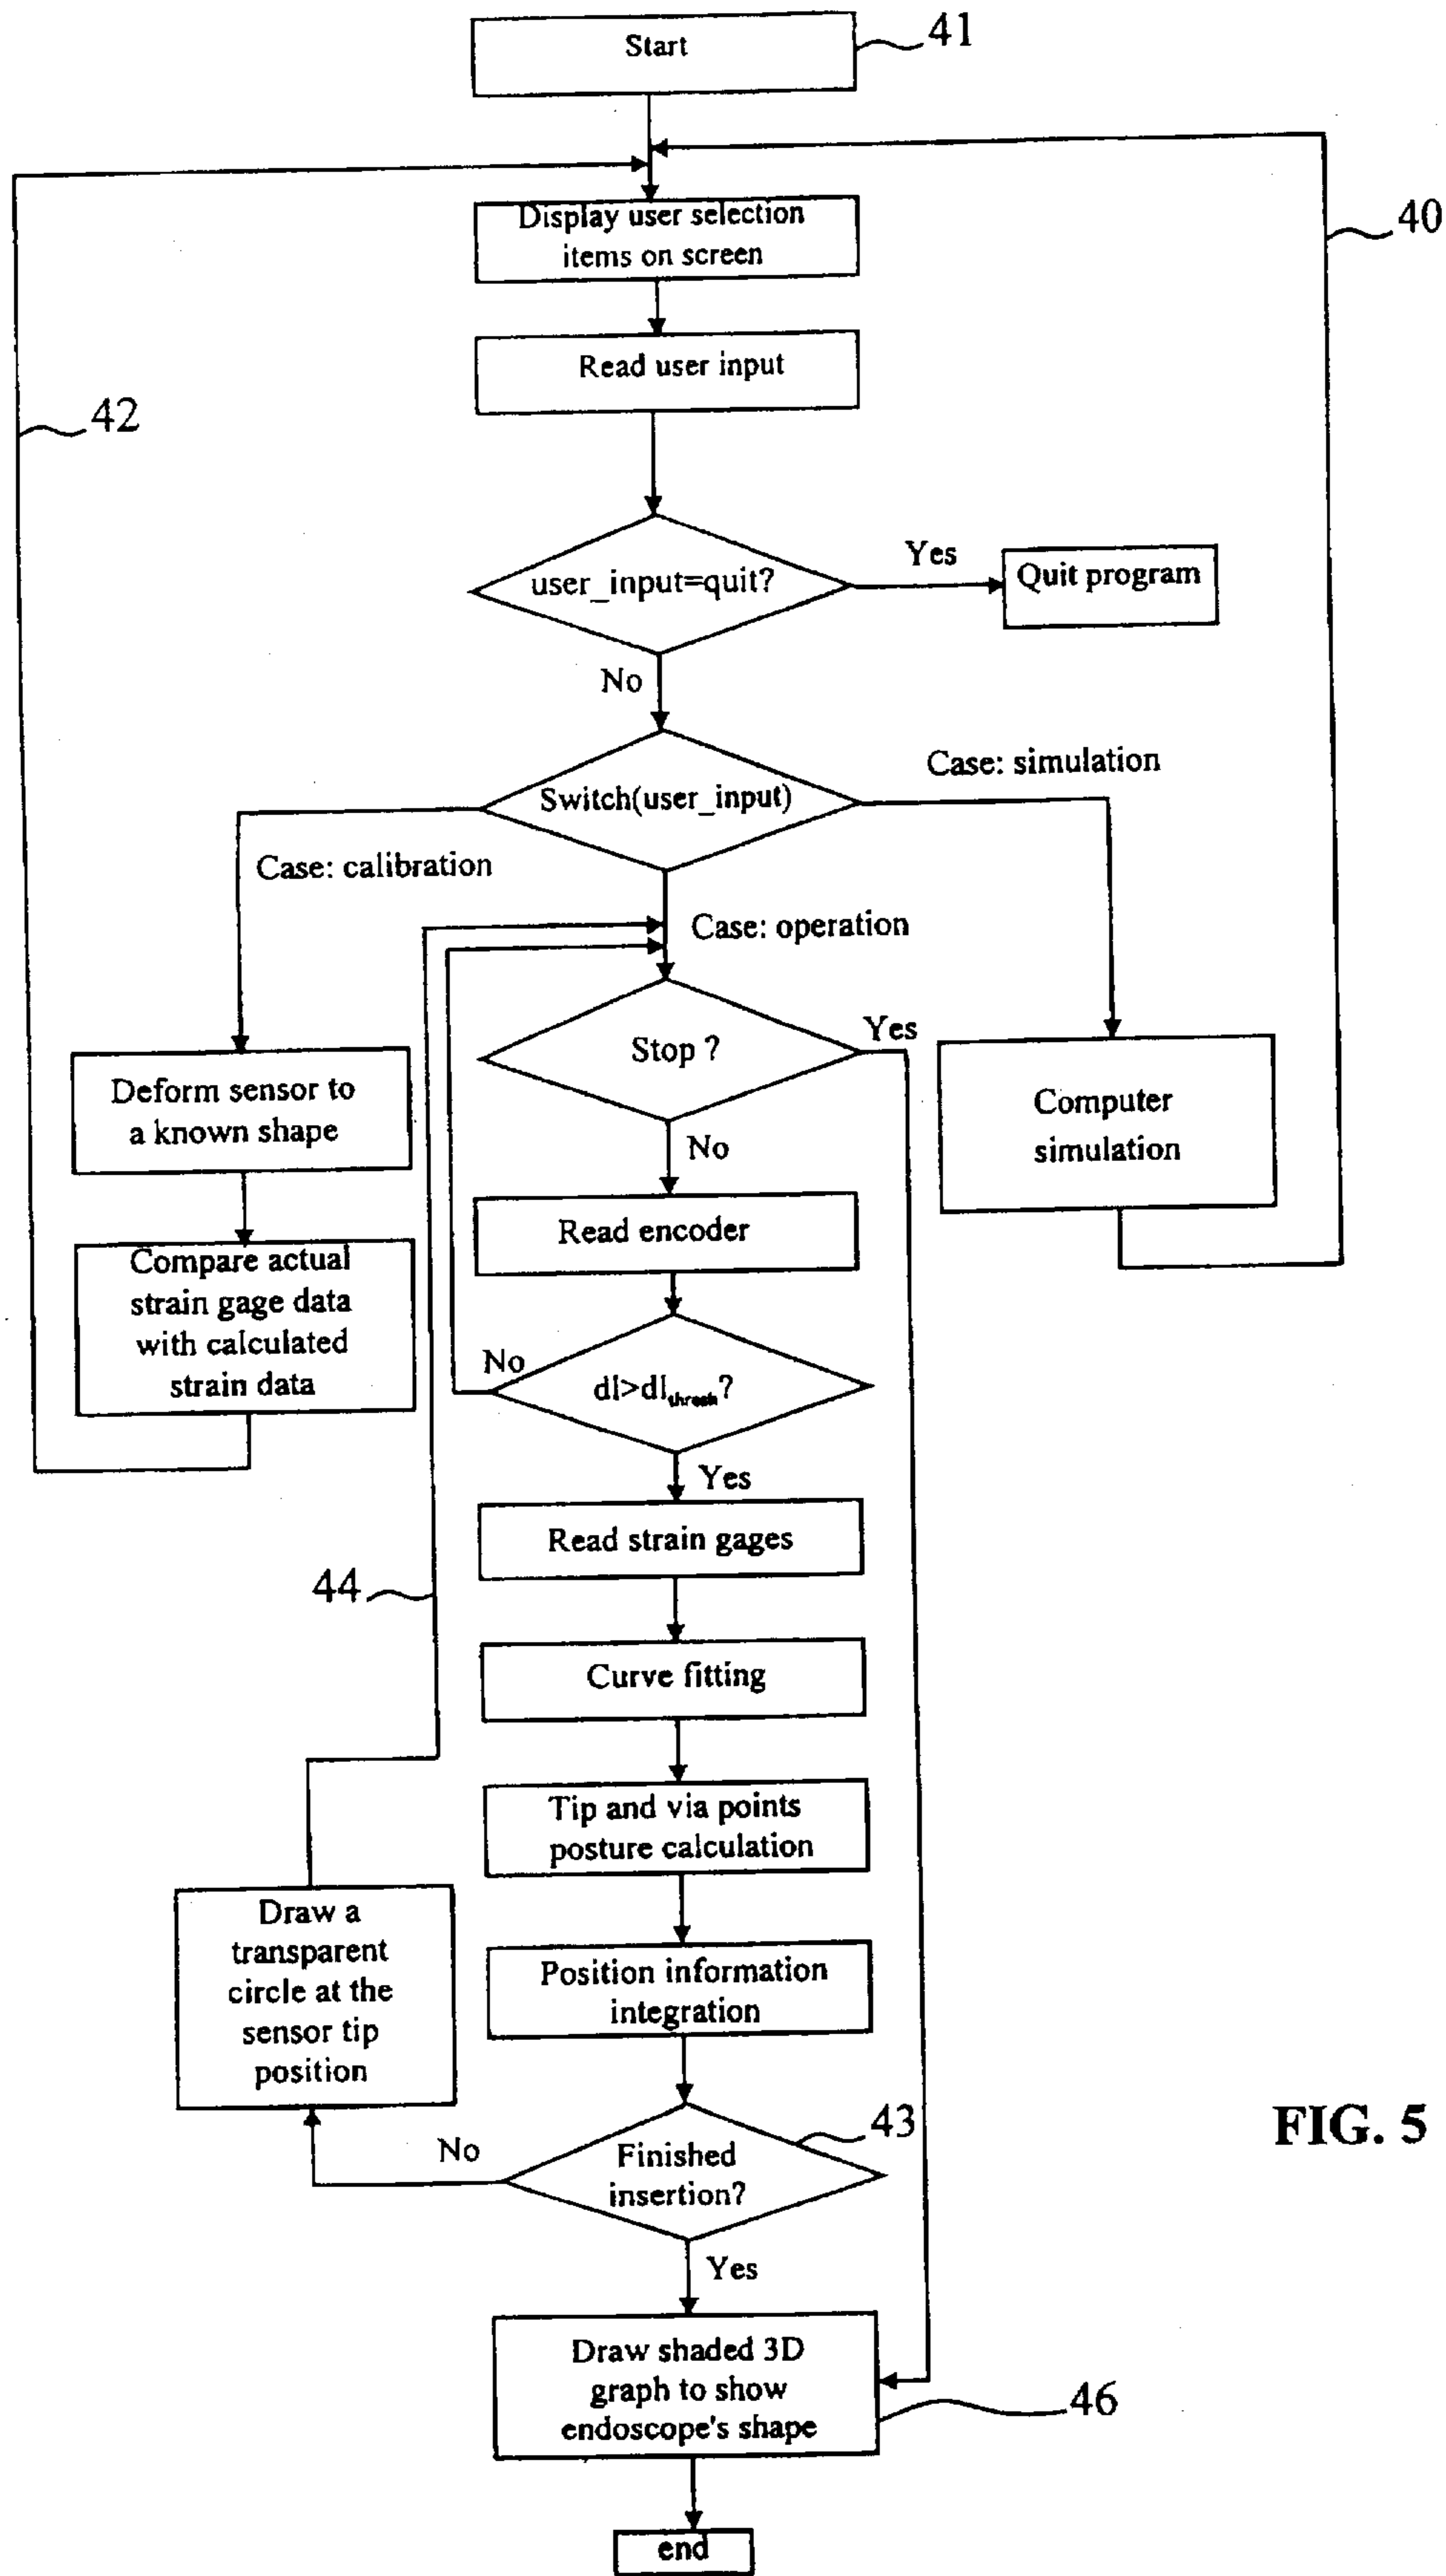 Start
41
Display user selection
items on screen
40
Read user input
42
user_input=quit?
Yes
Quit program
No
Switch(user_input)
Case: simulation
Case: calibration
Case: operation
Stop ?
Yes
No
Deform sensor to
a known shape
Computer
simulation
Read encoder
Compare actual
strain gage data
with calculated
strain data
No
dl>dl_thresh?
Yes
Read strain gages
44
Curve fitting
Tip and via points
posture calculation
Draw a
transparent
circle at the
sensor tip
position
Position information
integration
43
No
Finished
insertion?
Yes
FIG. 5
Draw shaded 3D
graph to show
endoscope's shape
46
end